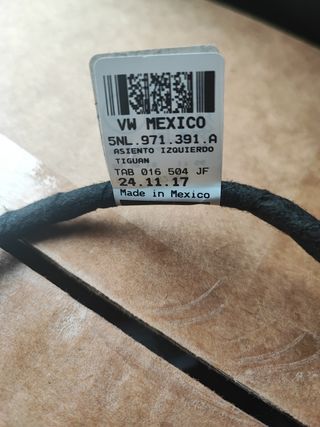 VW MEXICO
5NL.971.391.A
ASIENTO IZQUIERDO
TIGUAN
TAB 016 504 JF
24.11.17
Made in Mexico